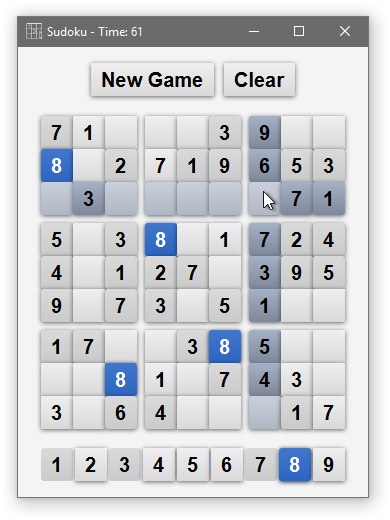 Sudoku - Time: 61
New Game Clear
7 1 3 9
8 2 7 1 9 6 5 3
3 7 1
5 3 8 1 7 2 4
4 1 2 7 3 9 5
9 7 3 5 1
1 7 3 8 5
8 1 7 4 3
3 6 4 1 7
1 2 3 4 5 6 7 8 9